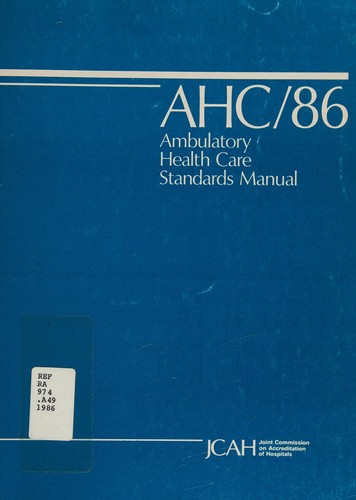 AHC/86
Ambulatory
Health Care
Standards Manual
REF
RA
974
.A49
1986
JCAH
Joint Commission
on Accreditation
of Hospitals